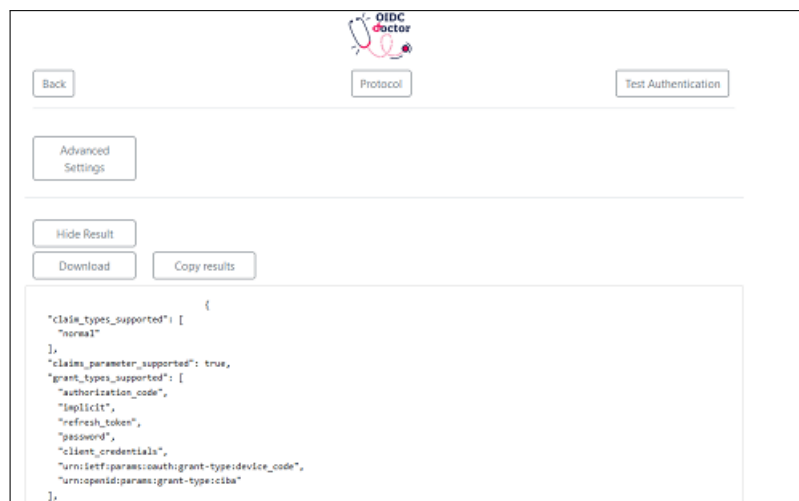 OIDC
doctor
Back
Protocol
Test Authentication
Advanced
Settings
Hide Result
Download
Copy results
{
"claim_types_supported": [
"normal"
],
"claims_parameter_supported": true,
"grant_types_supported": [
"authorization_code",
"implicit",
"refresh_token",
"password",
"client_credentials",
"urn:ietf:params:oauth:grant-type:device_code",
"urn:openid:params:grant-type:ciba"
],